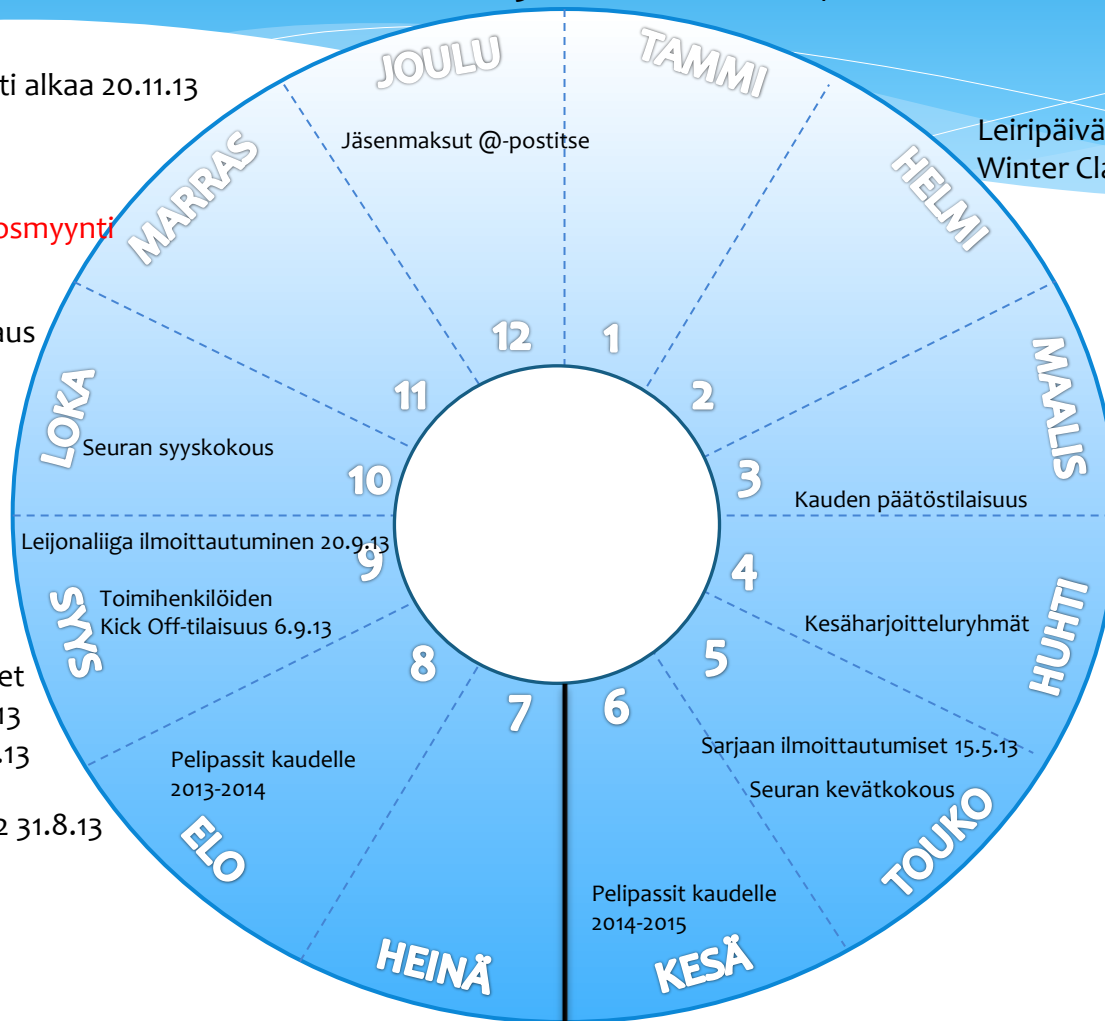 JOULU
TAMMI
ti alkaa 20.11.13
Jäsenmaksut @-postitse
Leiripäivä
Winter Cla
MARRAS
HELMI
osmyynti
aus
12
1
11
2
LOKA
MAALIS
Seuran syyskokous
10
3
Kauden päätöstilaisuus
Leijonaliiga ilmoittautuminen 20.9.13
9
4
SYYS
Toimihenkilöiden
Kick Off-tilaisuus 6.9.13
Kesäharjoitteluryhmät
HUHTI
8
5
et
13
.13
7
6
Pelipassit kaudelle
2013-2014
Sarjaan ilmoittautumiset 15.5.13
Seuran kevätkokous
2 31.8.13
ELO
TOUKO
Pelipassit kaudelle
2014-2015
HEINÄ
KESÄ